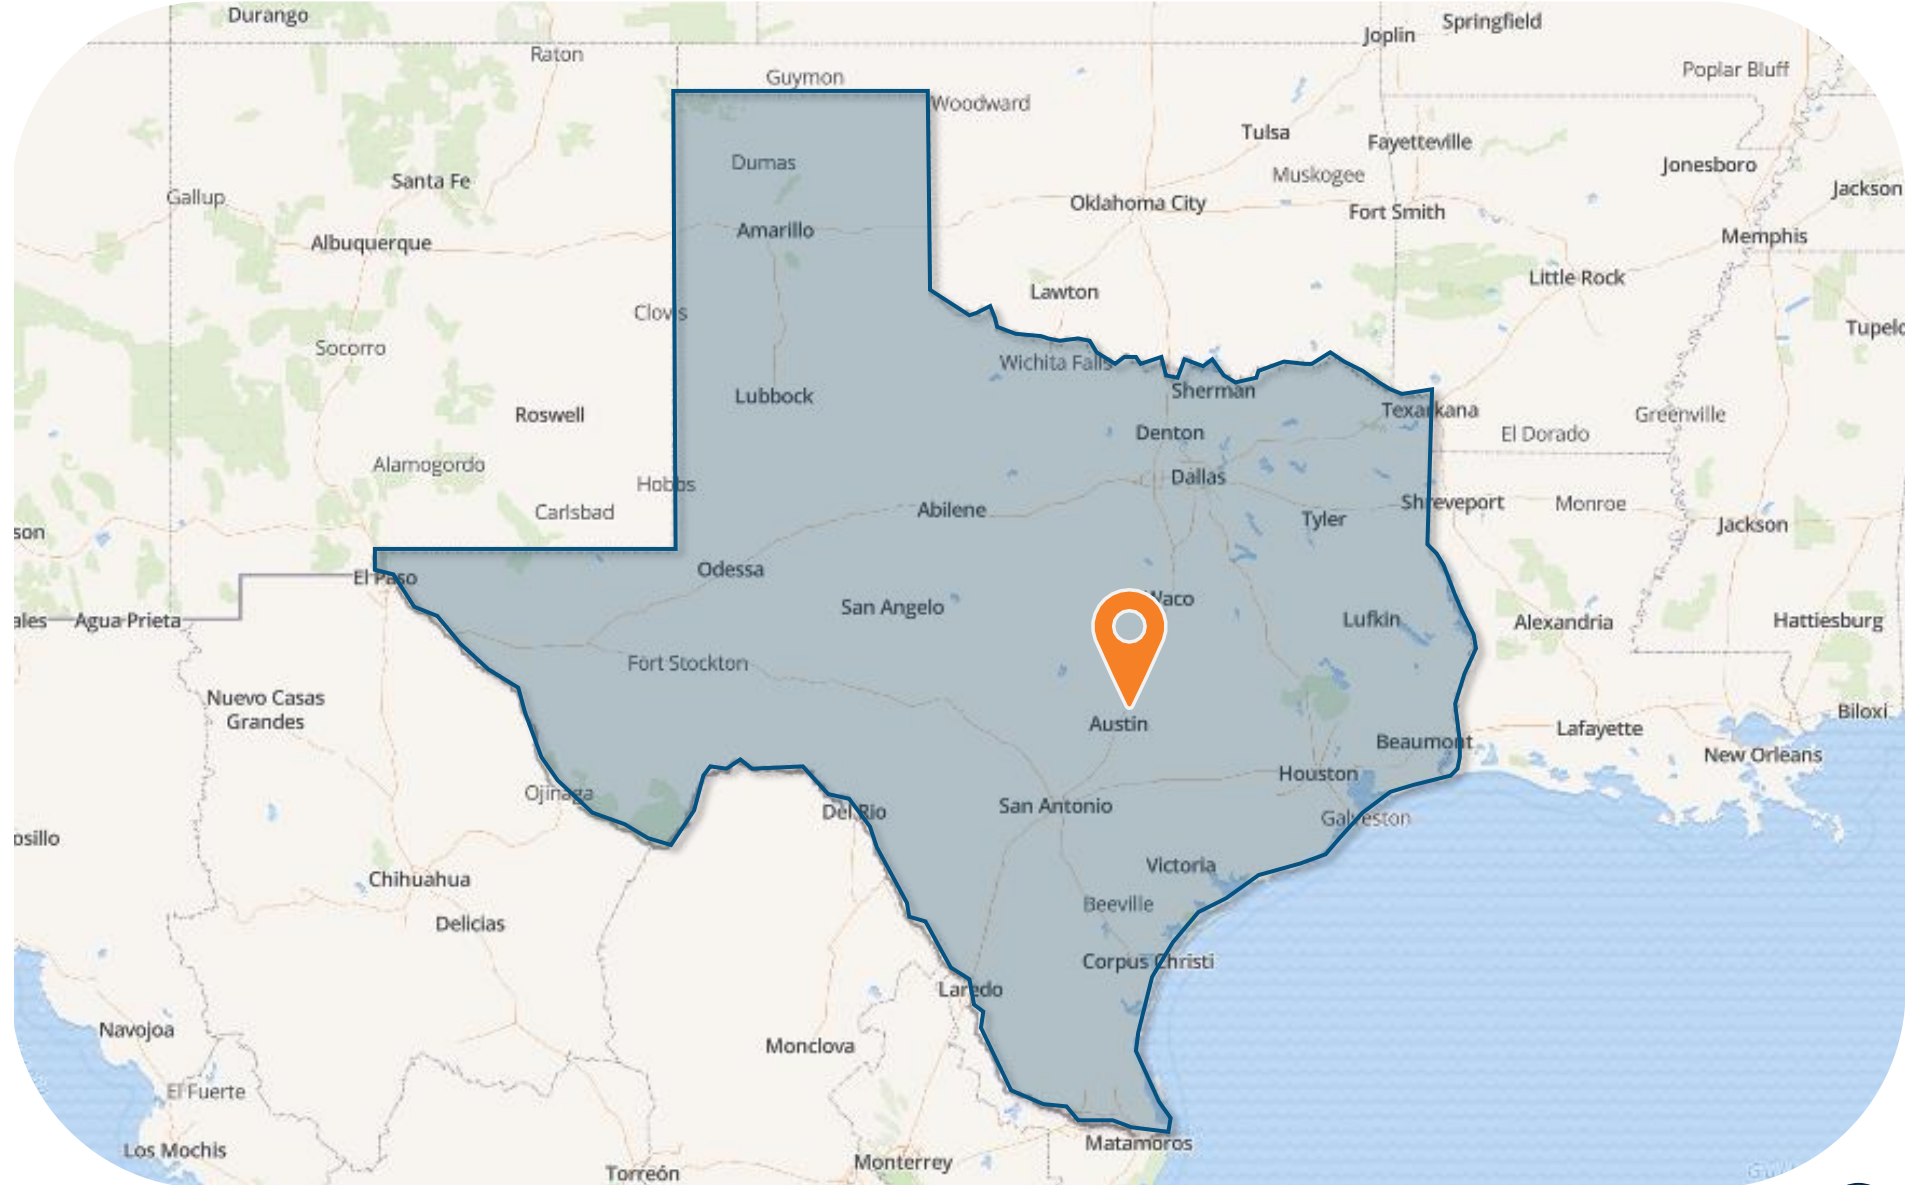 Durango
Springfield
Joplin
Raton
Poplar Bluff
Guymon
Woodward
Tulsa
Fayetteville
Dumas
Jonesboro
Muskogee
Santa Fe
Jackson
Gallup
Oklahoma City
Fort Smith
Amarillo
Memphis
Albuquerque
Little Rock
Lawton
Clovis
Tupelo
Socorro
Wichita Falls
Sherman
Lubbock
Texarkana
Roswell
Greenville
Denton
El Dorado
Alamogordo
Dallas
Hobbs
Shreveport
Monroe
Abilene
Carlsbad
Tyler
Jackson
son
Odessa
El Paso
Waco
San Angelo
Lufkin
ales
Agua Prieta
Alexandria
Hattiesburg
Fort Stockton
Nuevo Casas
Grandes
Biloxi
Austin
Lafayette
Beaumont
New Orleans
Houston
Ojinaga
San Antonio
Del Rio
Galveston
osillo
Victoria
Chihuahua
Beeville
Delicias
Corpus Christi
Laredo
Navojoa
Monclova
El Fuerte
Matamoros
Los Mochis
Monterrey
Torreón